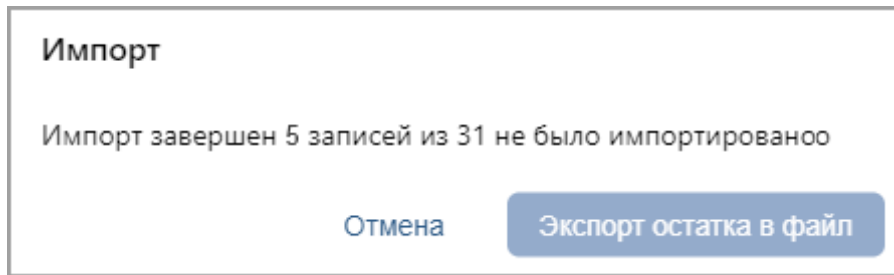 Импорт
Импорт завершен 5 записей из 31 не было импортированоо
Отмена
Экспорт остатка в файл